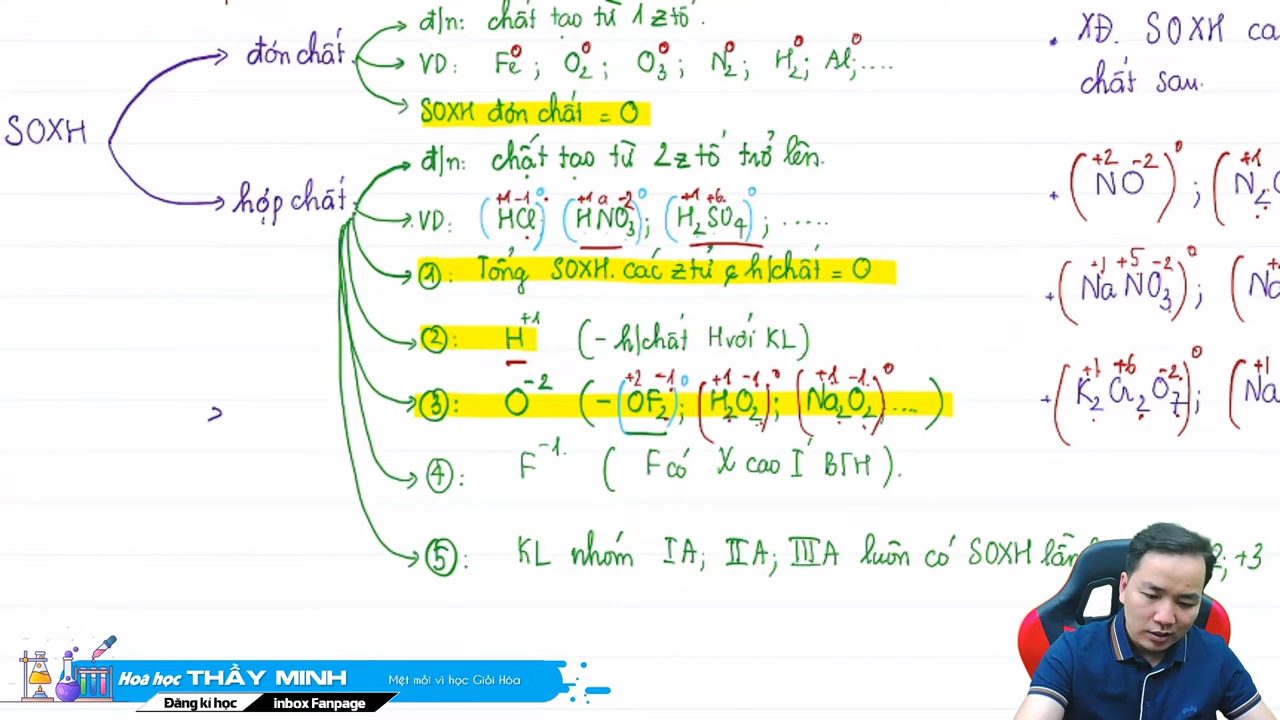 SOXH
đơn chất
đ/n: chất tạo từ 1 z tố.
VD: Fe⁰; O₂⁰; O₃⁰; N₂⁰; H₂⁰; Al⁰;....
SOXH đơn chất = 0
hợp chất
đ/n: chất tạo từ 2 z tố trở lên.
VD: (H⁺¹Cl⁻¹)⁰ (H⁺¹NᵃO₃⁻²)⁰; (H₂⁺¹S⁺⁶O₄)⁰; .....
①: Tổng SOXH. các z tử ȼ h/chất = 0
②: H⁺¹ (- h/chất H với KL)
③: O⁻² (- (O⁺²F₂⁻¹)⁰; (H₂⁺¹O₂⁻¹)⁰; (Na₂⁺¹O₂⁻¹)⁰ .... )
④: F⁻¹. ( F có X cao I BTH ).
⑤: KL nhóm IA; IIA; IIIA luôn có SOXH lần ; +3
• XĐ. SOXH
chất sau.
+ (N⁺²O⁻²)⁰ ; (N₂⁺¹
+ (Na⁺¹N⁺⁵O₃⁻²)⁰; (Na
+ (K₂⁺¹Cr₂⁺⁶O₇⁻²)⁰; (Na⁺¹
Hoá học THẦY MINH
Mệt mỏi vì học Giỏi Hóa
Đăng kí học
inbox Fanpage